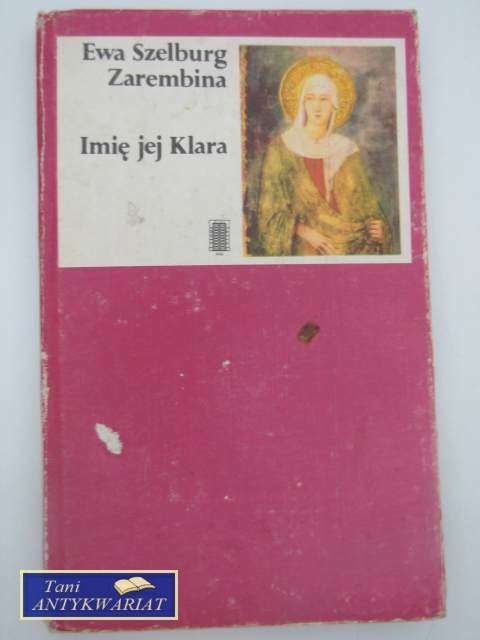 Ewa Szelburg
Zarembina
Imię jej Klara
Tani
ANTYKWARIAT